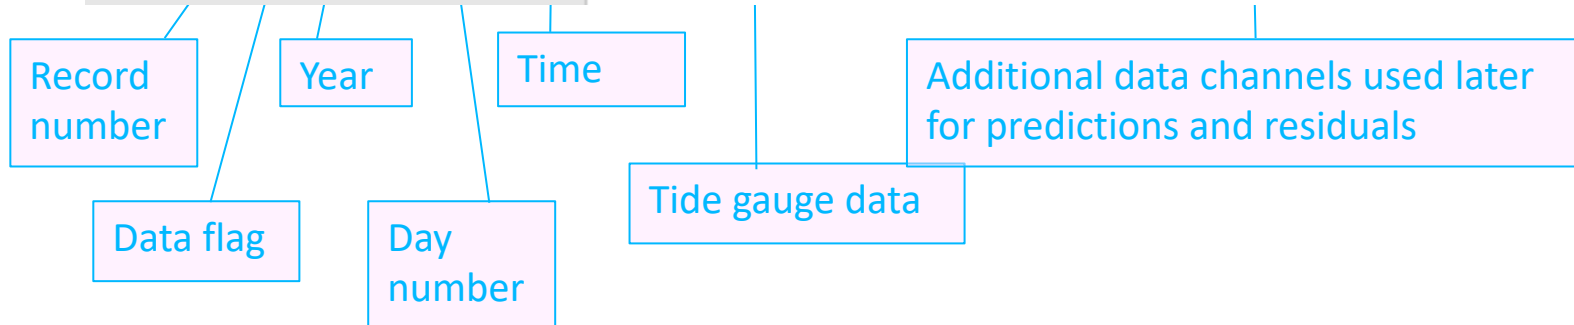 Record
number
Year
Time
Additional data channels used later
for predictions and residuals
Data flag
Day
number
Tide gauge data